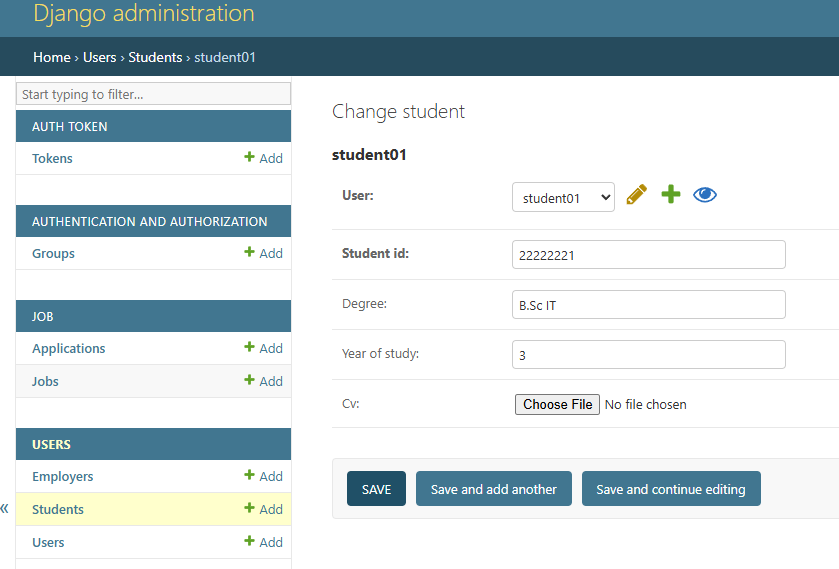 Django administration
Home › Users › Students › student01
Start typing to filter...
AUTH TOKEN
Tokens
Add
AUTHENTICATION AND AUTHORIZATION
Groups
Add
JOB
Applications
Add
Jobs
Add
USERS
Employers
Add
«
Students
Add
Users
Add
Change student
student01
User:
student01
Student id:
22222221
Degree:
B.Sc IT
Year of study:
3
Cv:
Choose File No file chosen
SAVE
Save and add another
Save and continue editing